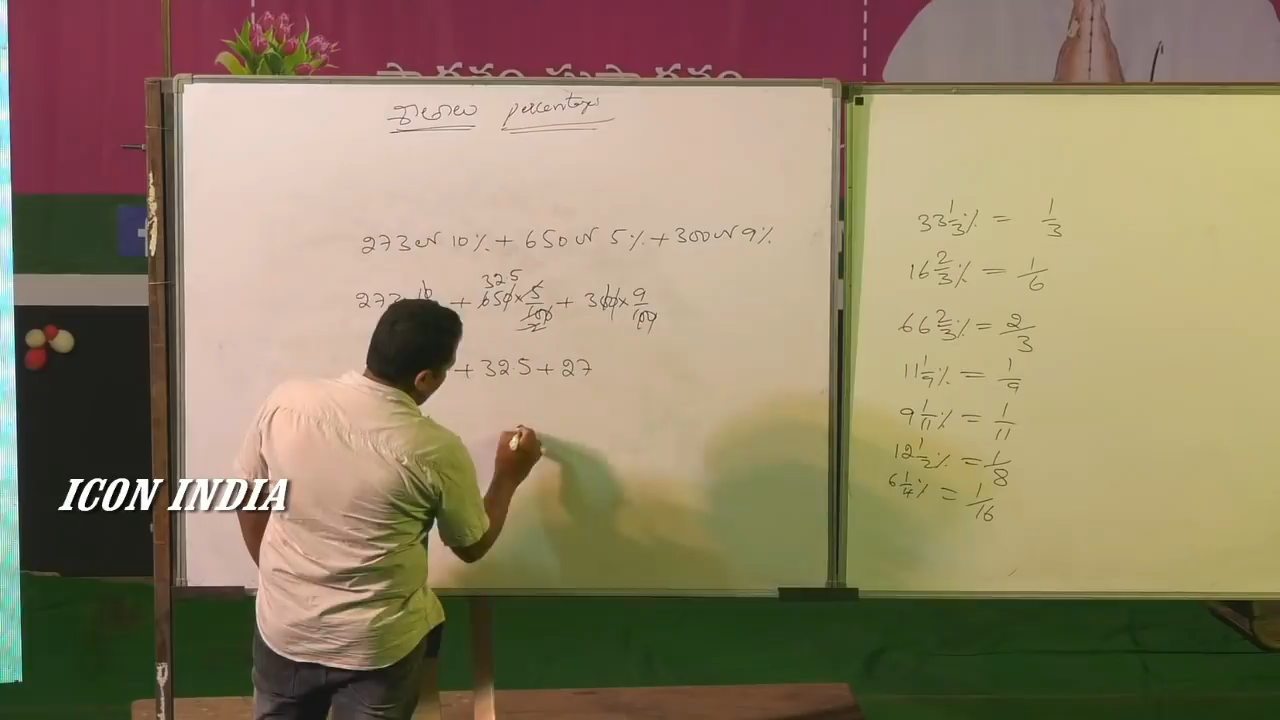 percentage
273లో 10% + 650లో 5% + 300లో 9%
273 10 + 650 × 5/100 + 300 × 9/100
325
+ 32.5 + 27
33 1/3% = 1/3
16 2/3% = 1/6
66 2/3% = 2/3
11 1/9% = 1/9
9 1/11% = 1/11
12 1/2% = 1/8
6 1/4% = 1/16
ICON INDIA